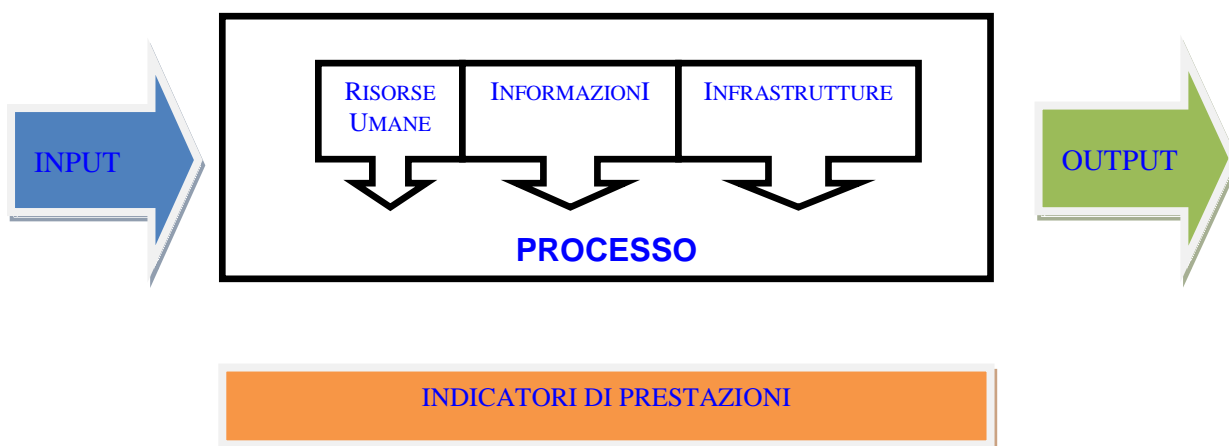 INPUT
RISORSE
UMANE
INFORMAZIONI
INFRASTRUTTURE
PROCESSO
OUTPUT
INDICATORI DI PRESTAZIONI